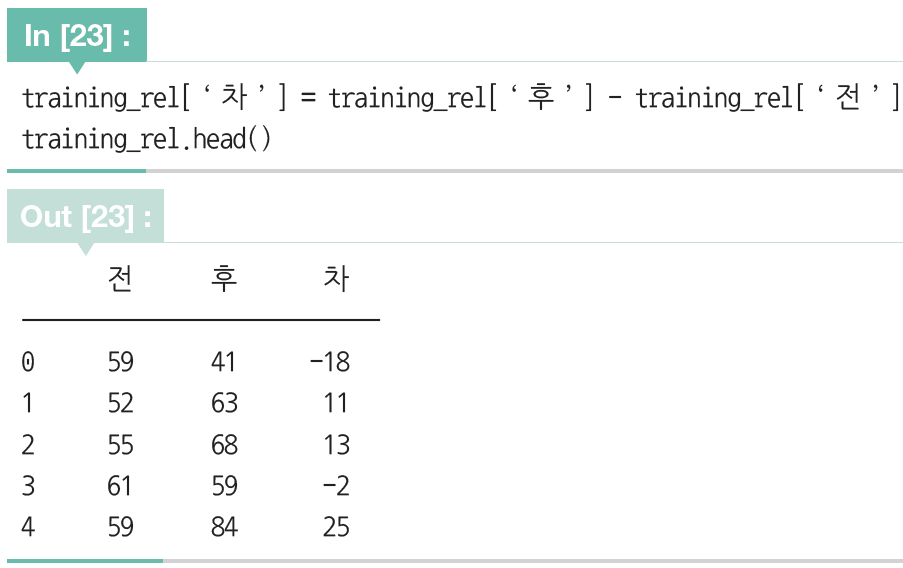 In [23] :
training_rel[ ‘ 차 ’ ] = training_rel[ ‘ 후 ’ ] - training_rel[ ‘ 전 ’ ]
training_rel.head()
Out [23] :
전 후 차
0 59 41 -18
1 52 63 11
2 55 68 13
3 61 59 -2
4 59 84 25